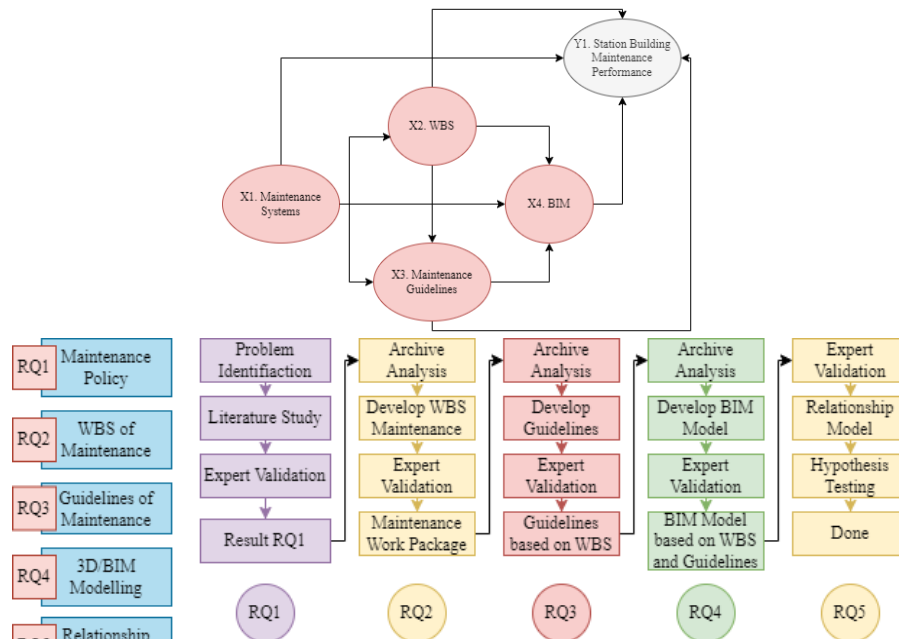 Y1. Station Building
Maintenance
Performance
X2. WBS
X1. Maintenance
Systems
X4. BIM
X3. Maintenance
Guidelines
RQ1
Maintenance
Policy
RQ2
WBS of
Maintenance
RQ3
Guidelines of
Maintenance
RQ4
3D/BIM
Modelling
Relationship
Problem
Identifiaction
Literature Study
Expert Validation
Result RQ1
RQ1
Archive
Analysis
Develop WBS
Maintenance
Expert
Validation
Maintenance
Work Package
RQ2
Archive
Analysis
Develop
Guidelines
Expert
Validation
Guidelines
based on WBS
RQ3
Archive
Analysis
Develop BIM
Model
Expert
Validation
BIM Model
based on WBS
and Guidelines
RQ4
Expert
Validation
Relationship
Model
Hypothesis
Testing
Done
RQ5